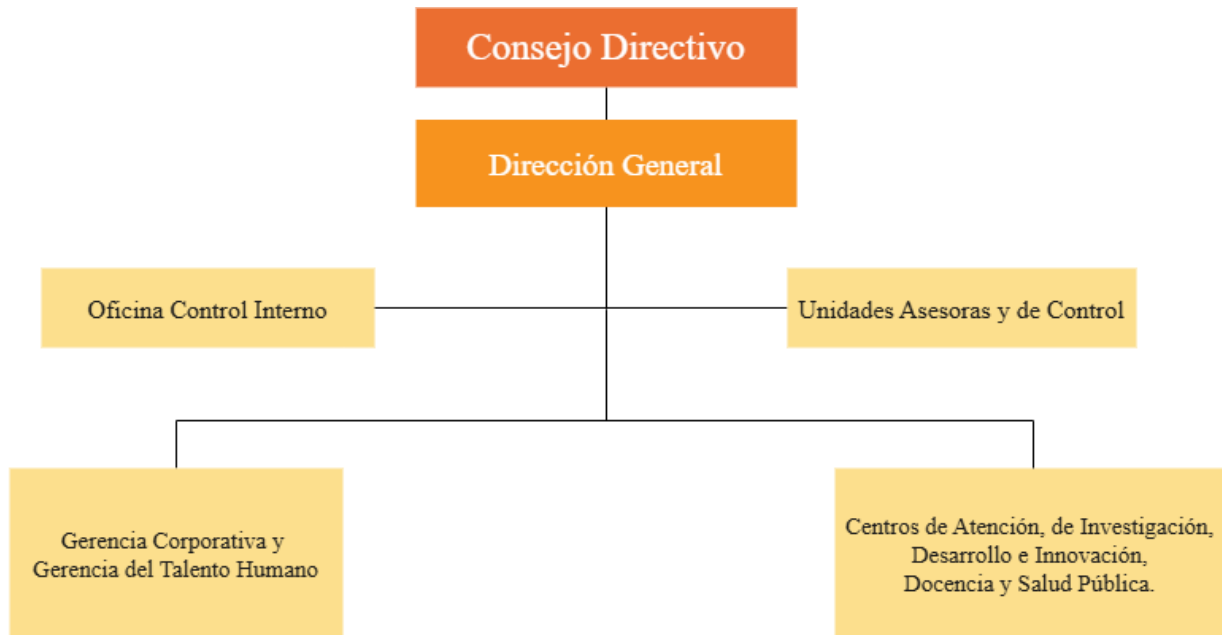 Consejo Directivo
Dirección General
Oficina Control Interno
Unidades Asesoras y de Control
Gerencia Corporativa y
Gerencia del Talento Humano
Centros de Atención, de Investigación,
Desarrollo e Innovación,
Docencia y Salud Pública.